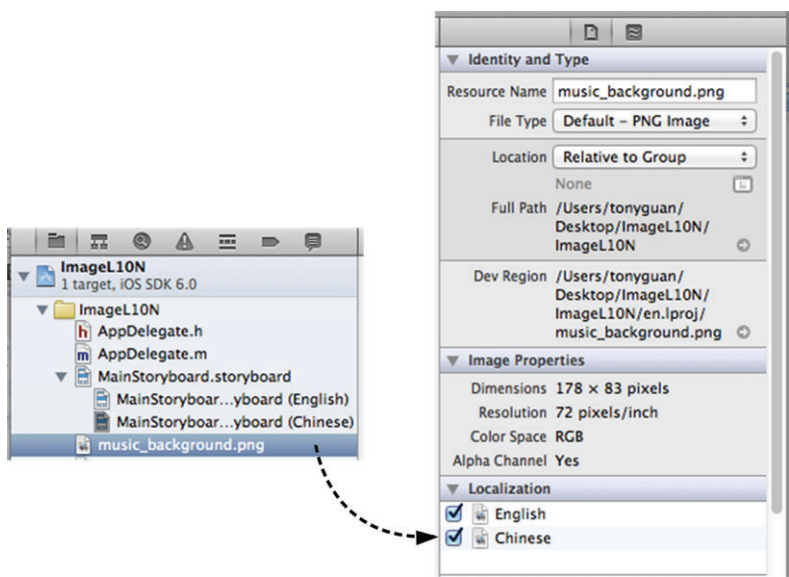 ImageL10N
1 target, iOS SDK 6.0
ImageL10N
AppDelegate.h
AppDelegate.m
MainStoryboard.storyboard
MainStoryboar...yboard (English)
MainStoryboar...yboard (Chinese)
music_background.png
Identity and Type
Resource Name music_background.png
File Type Default – PNG Image
Location Relative to Group
None
Full Path /Users/tonyguan/
Desktop/ImageL10N/
ImageL10N
Dev Region /Users/tonyguan/
Desktop/ImageL10N/
ImageL10N/en.lproj/
music_background.png
Image Properties
Dimensions 178 × 83 pixels
Resolution 72 pixels/inch
Color Space RGB
Alpha Channel Yes
Localization
English
Chinese